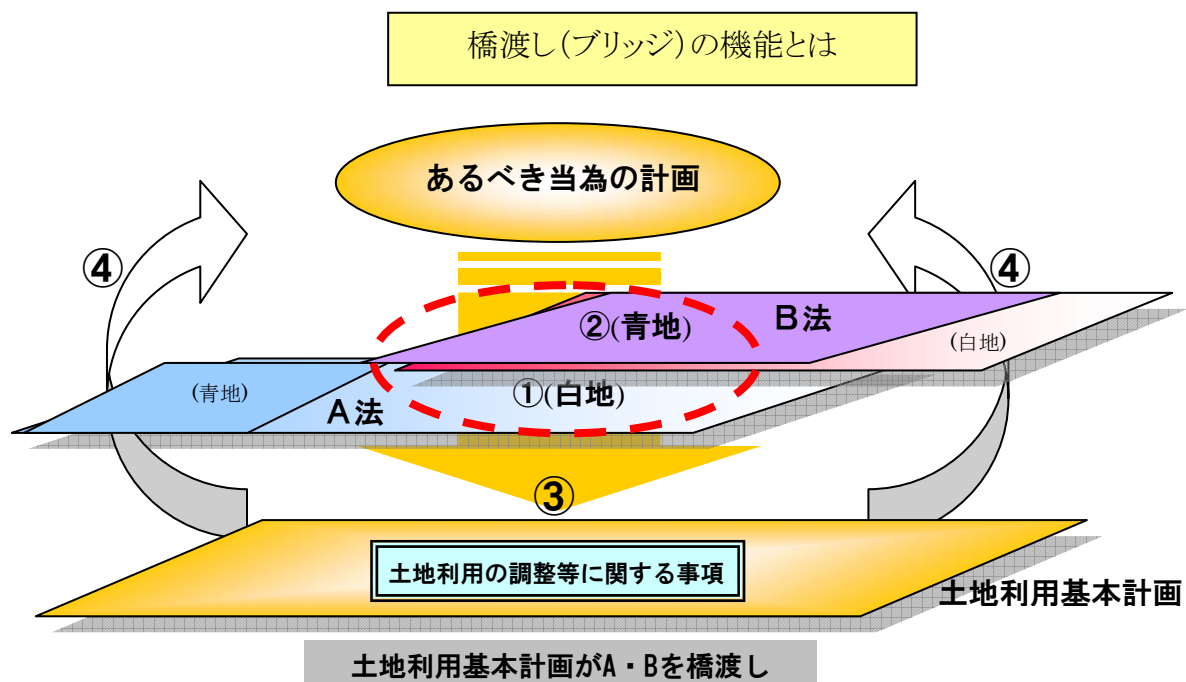 橋渡し(ブリッジ)の機能とは
あるべき当為の計画
④
④
②(青地)
B法
(白地)
(青地)
A法
①(白地)
③
土地利用の調整等に関する事項
土地利用基本計画
土地利用基本計画がA・Bを橋渡し